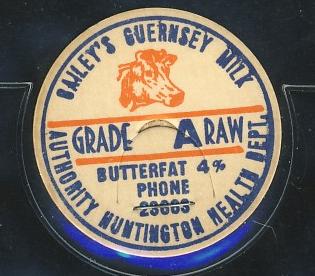 BAILEY'S GUERNSEY MILK
GRADE A RAW
BUTTERFAT 4%
PHONE
AUTHORITY HUNTINGTON HEALTH DEPT.